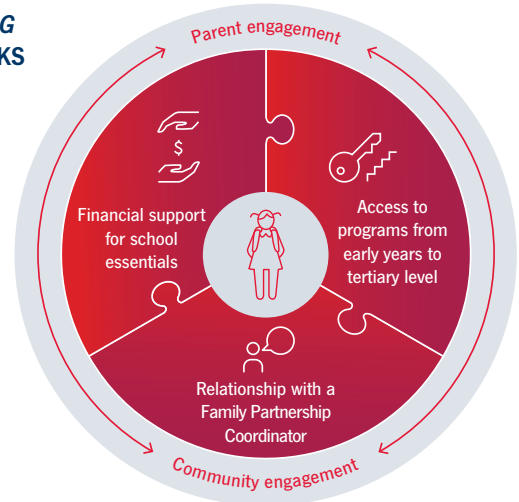 G
KS
Parent engagement
$
Financial support
for school
essentials
Access to
programs from
early years to
tertiary level
Relationship with a
Family Partnership
Coordinator
Community engagement